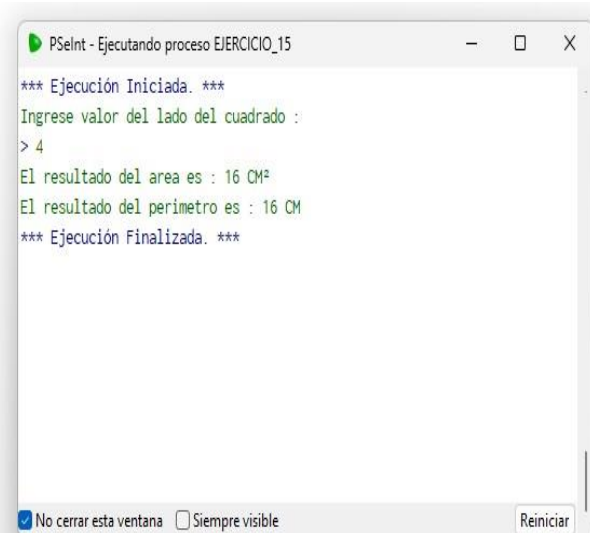 PSeInt - Ejecutando proceso EJERCICIO_15
*** Ejecución Iniciada. ***
Ingrese valor del lado del cuadrado :
> 4
El resultado del area es : 16 CM²
El resultado del perimetro es : 16 CM
*** Ejecución Finalizada. ***
No cerrar esta ventana Siempre visible Reiniciar